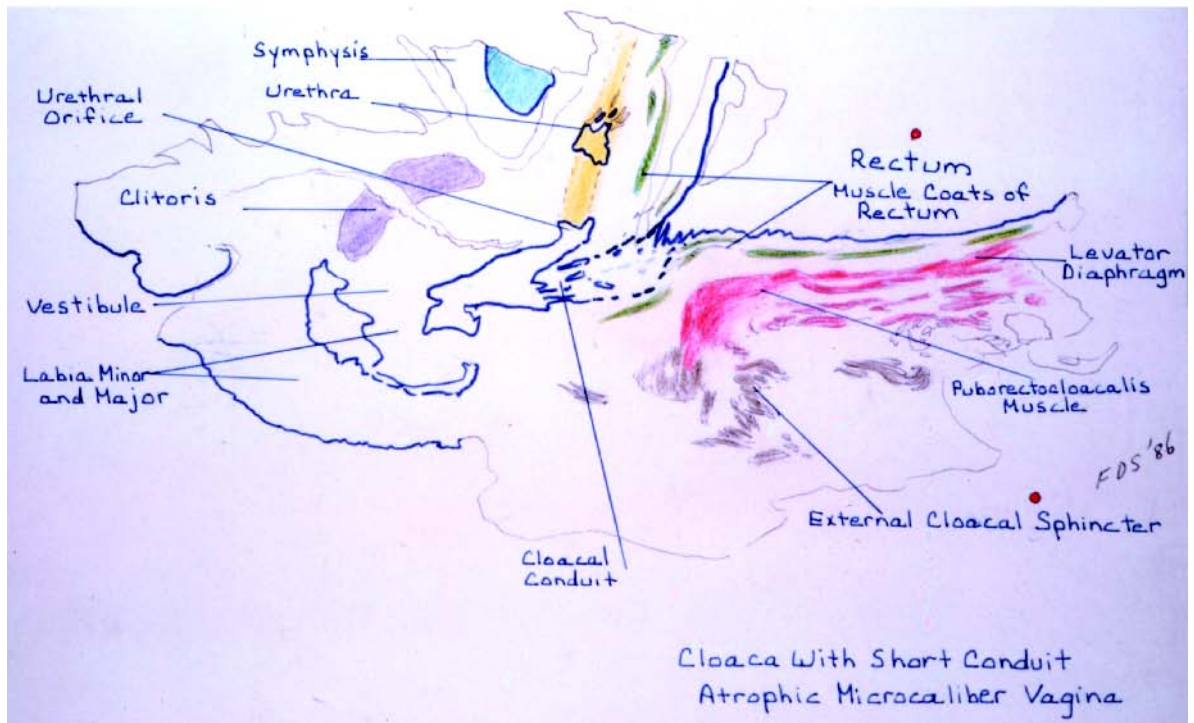 Symphysis
Urethra
Urethral
Orifice
Clitoris
Vestibule
Labia Minor
and Major
Rectum
Muscle Coats of
Rectum
Levator
Diaphragm
Puborectocloacalis
Muscle
External Cloacal Sphincter
Cloacal
Conduit
FDS '86
Cloaca With Short Conduit
Atrophic Microcaliber Vagina